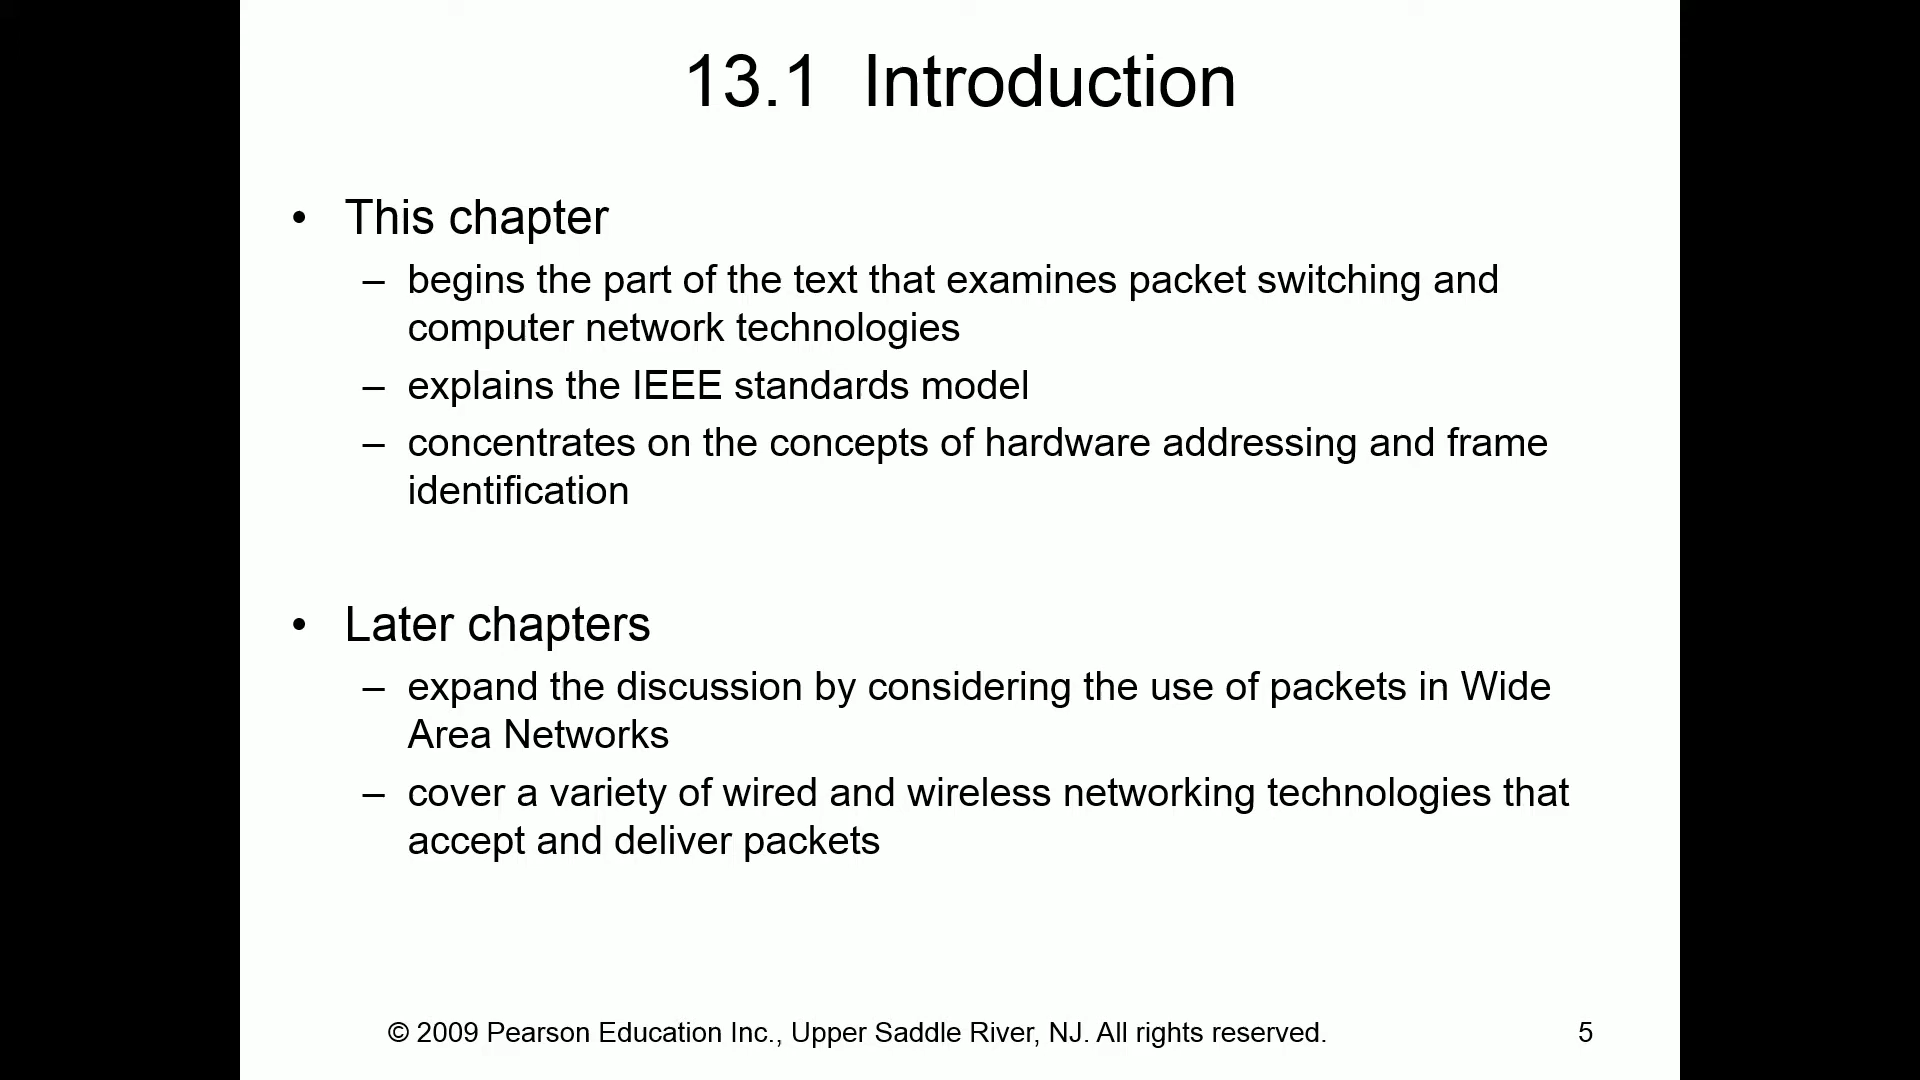 13.1 Introduction
• This chapter
– begins the part of the text that examines packet switching and
computer network technologies
– explains the IEEE standards model
– concentrates on the concepts of hardware addressing and frame
identification
• Later chapters
– expand the discussion by considering the use of packets in Wide
Area Networks
– cover a variety of wired and wireless networking technologies that
accept and deliver packets
© 2009 Pearson Education Inc., Upper Saddle River, NJ. All rights reserved. 5